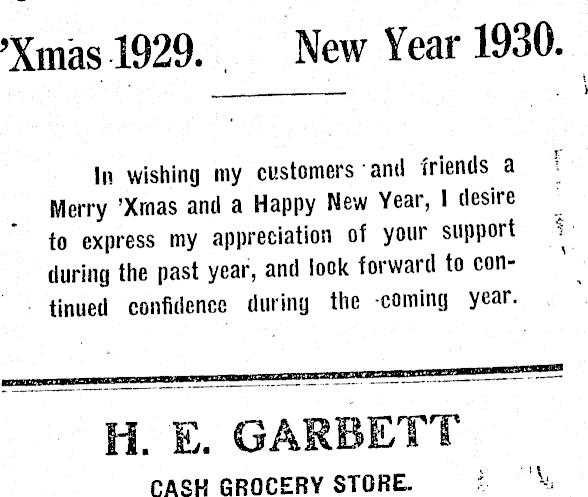 'Xmas 1929. New Year 1930.
In wishing my customers and friends a
Merry 'Xmas and a Happy New Year, I desire
to express my appreciation of your support
during the past year, and look forward to con-
tinued confidence during the coming year.
H. E. GARBETT
CASH GROCERY STORE.